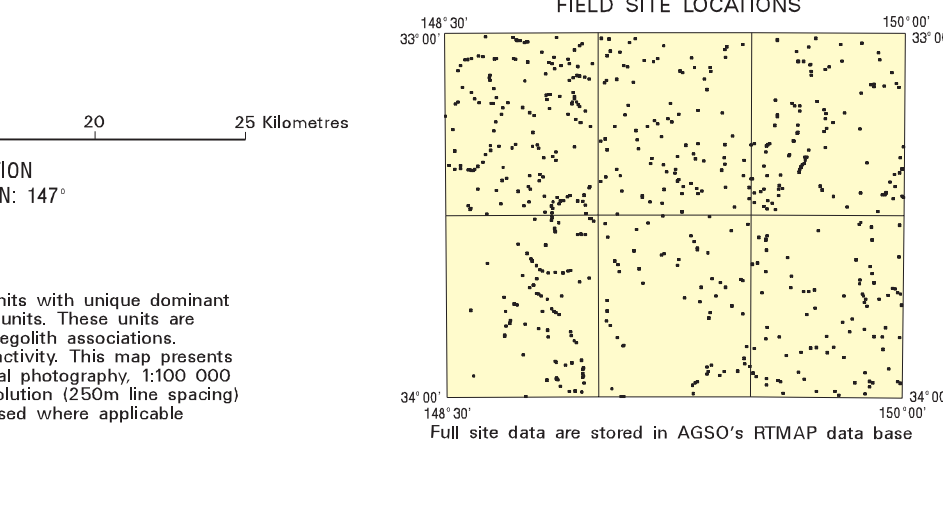 20
25 Kilometres
N: 147°
nits with unique dominant
units. These units are
egolith associations.
activity. This map presents
al photography, 1:100 000
olution (250m line spacing)
sed where applicable
FIELD SITE LOCATIONS
148°30'
150°00'
33°00'
33°00
34°00'
34°00'
148°30'
150°00'
Full site data are stored in AGSO's RTMAP data base